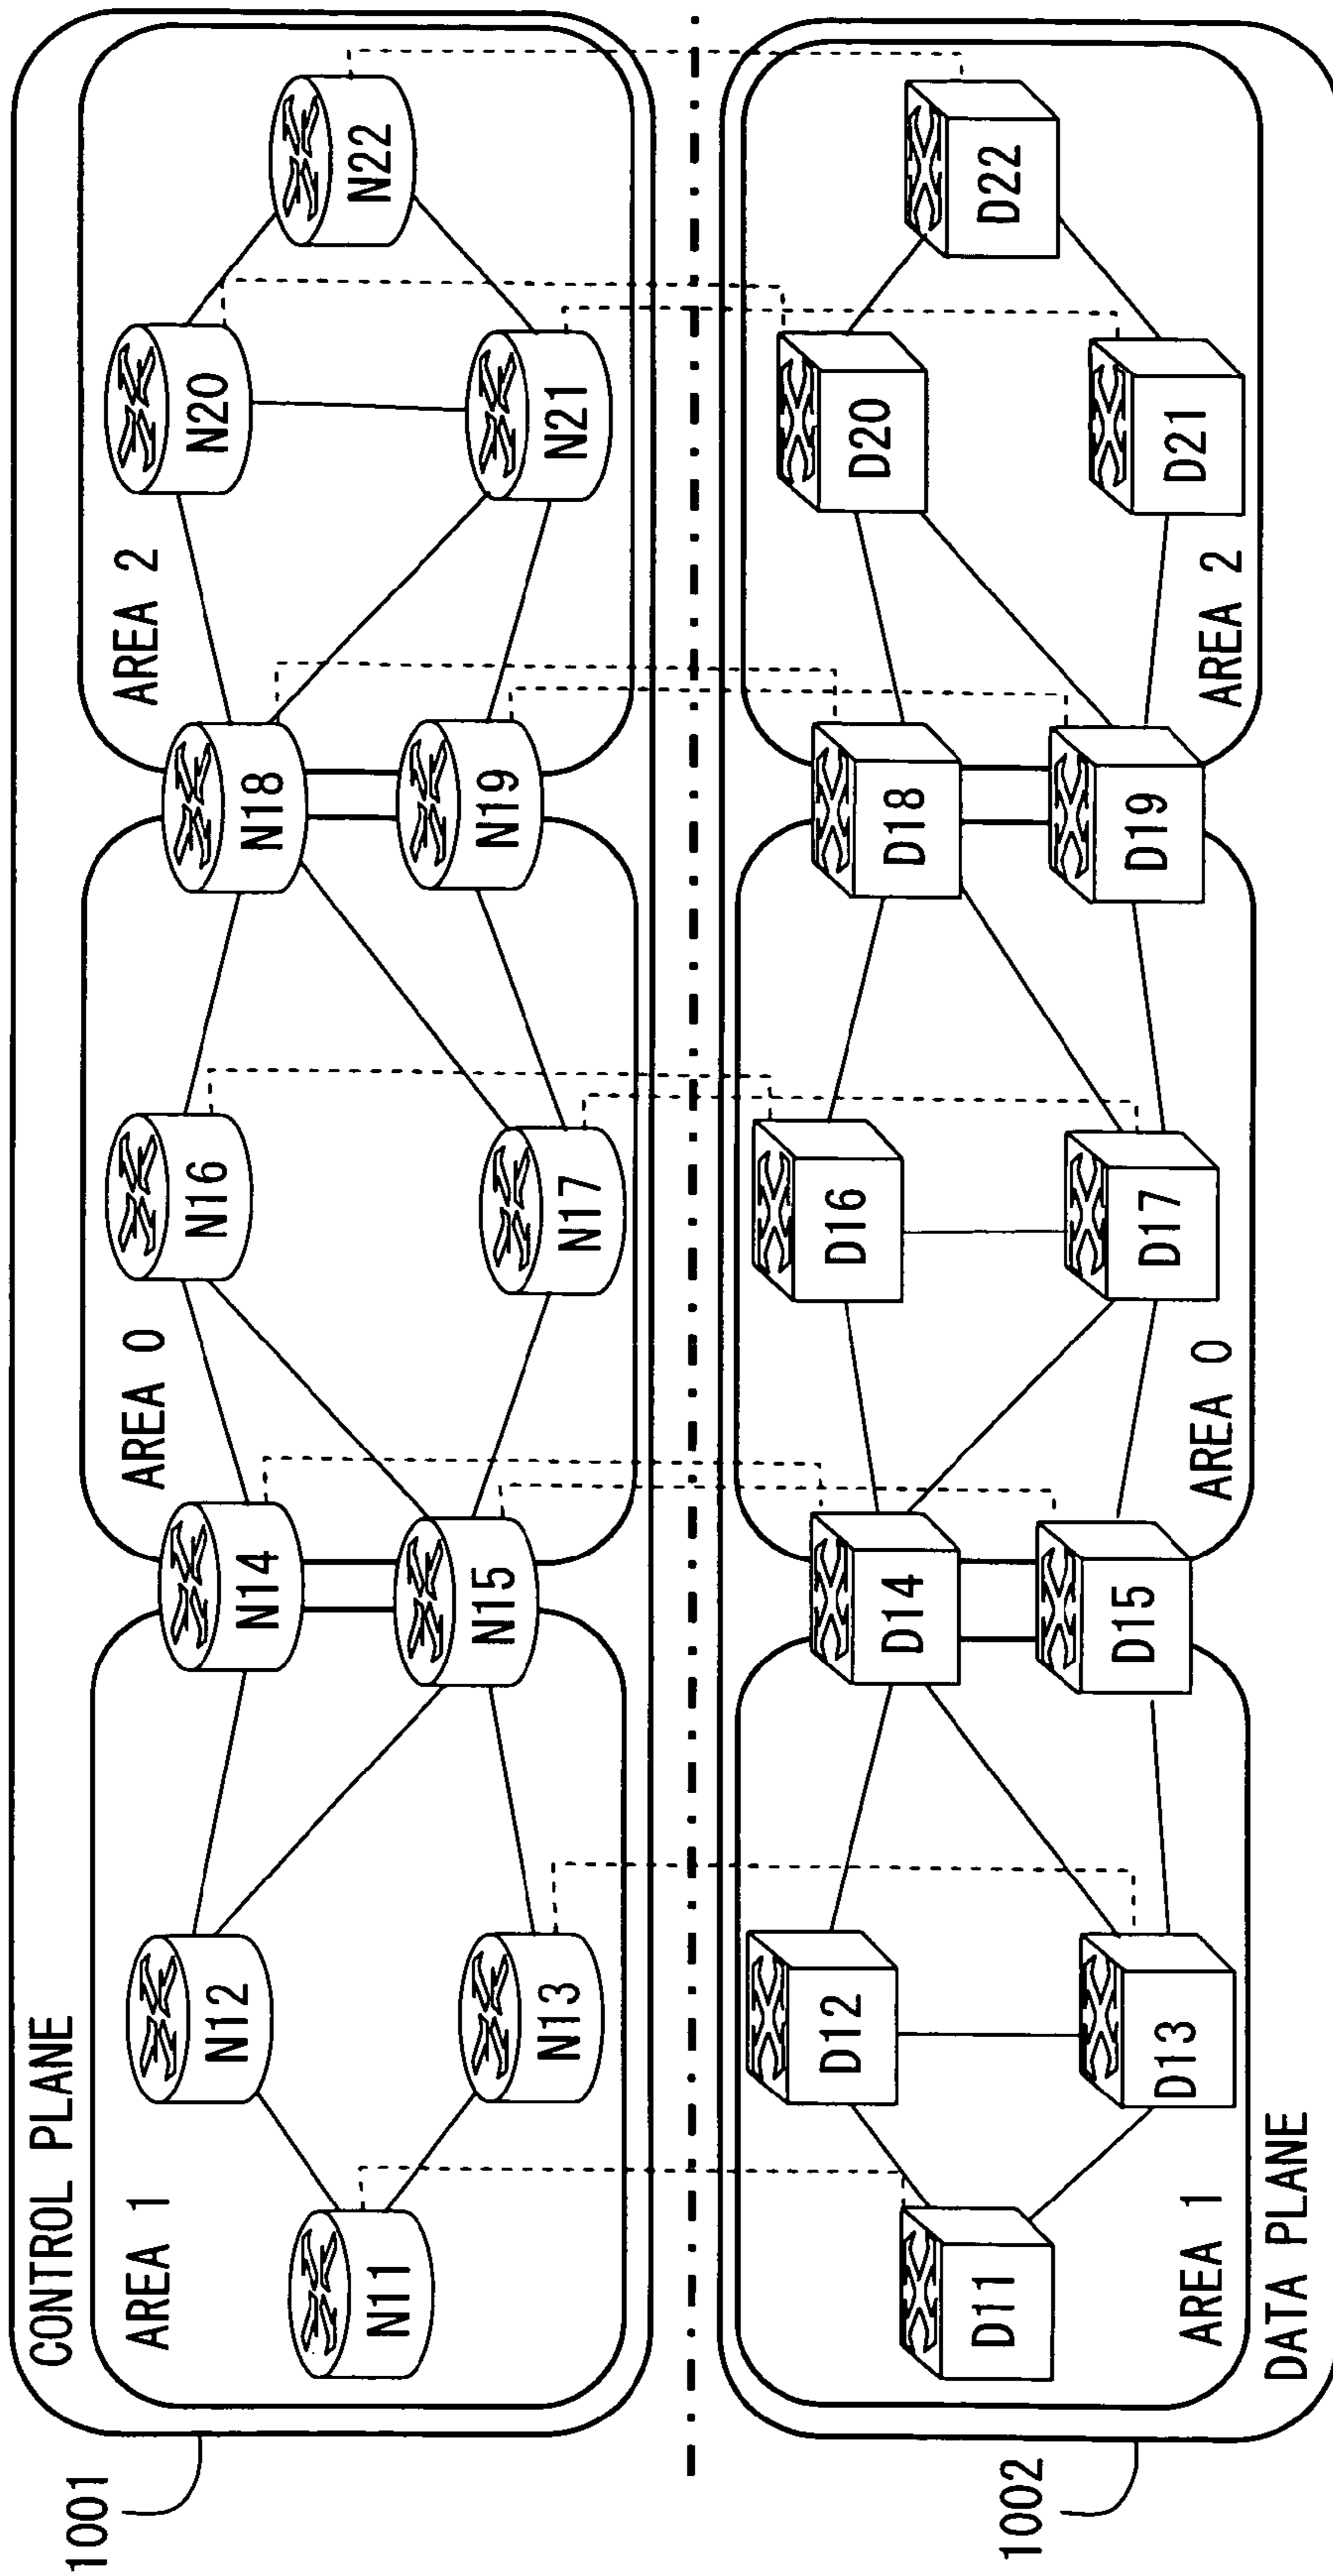 1001
CONTROL PLANE
AREA 1
AREA 0
AREA 2
N11
N12
N13
N14
N15
N16
N17
N18
N19
N20
N21
N22
1002
D11
D12
D13
D14
D15
D16
D17
D18
D19
D20
D21
D22
AREA 1
AREA 0
AREA 2
DATA PLANE